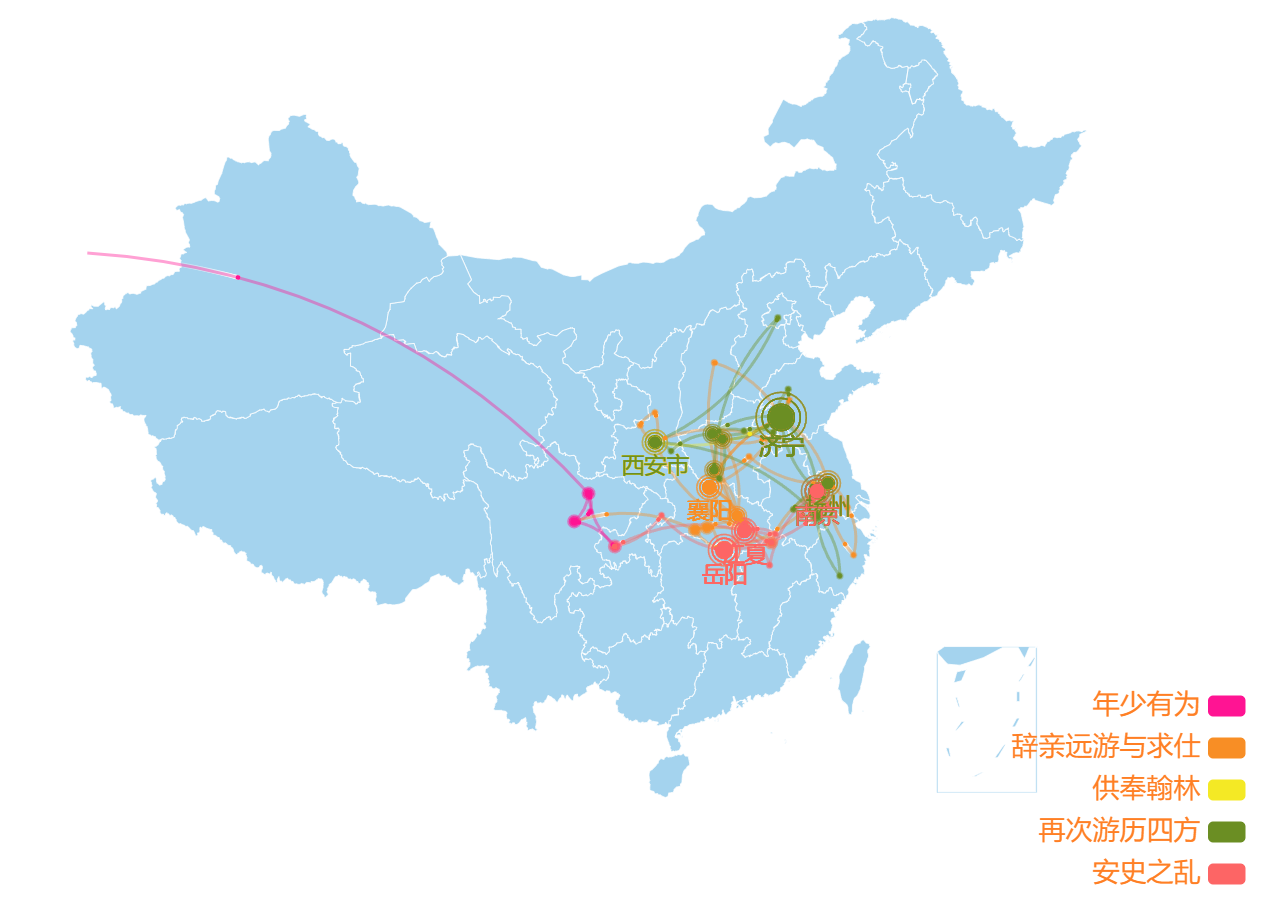 济宁
西安市
襄阳
扬州
南京
江夏
岳阳
年少有为
辞亲远游与求仕
供奉翰林
再次游历四方
安史之乱